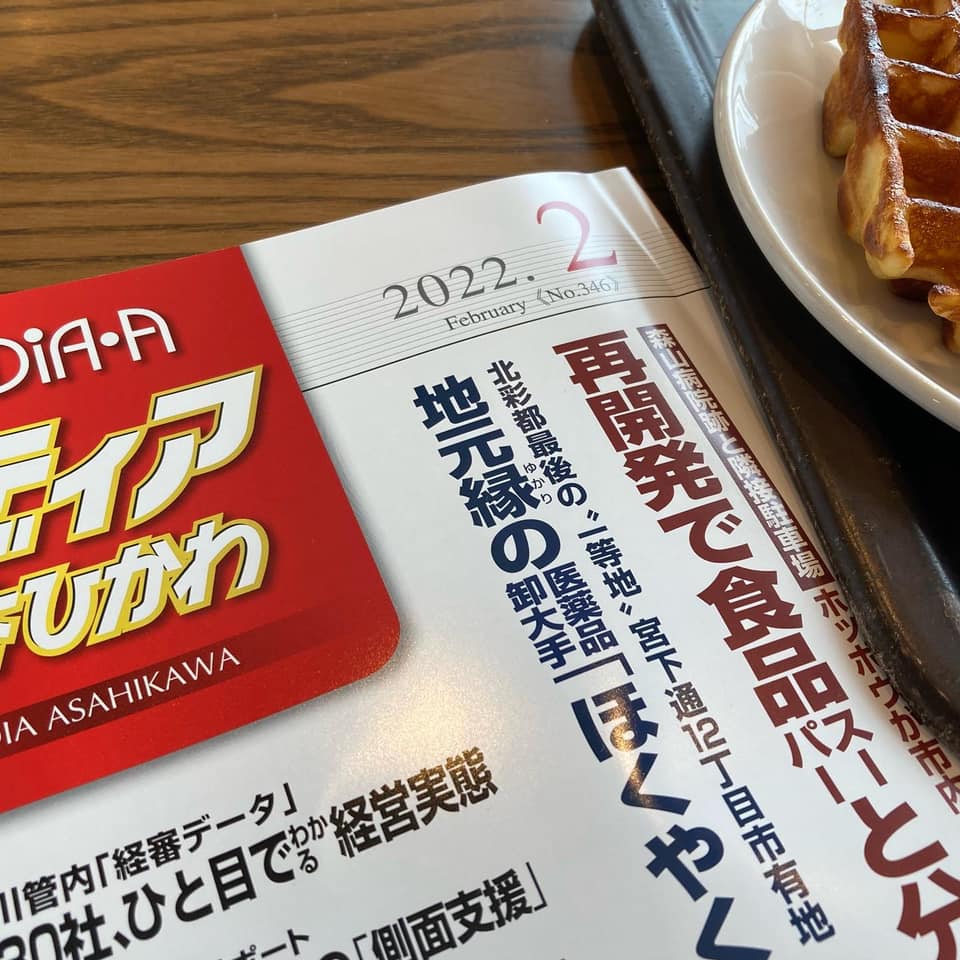 2022.2
February《No.346》
DiA・A
ディア
ひかわ
DIA ASAHIKAWA
森山病院跡と隣接駐車場
ホッホウが市内
再開発で食品スーパーと分
北彩都最後の〝一等地〟宮下通12丁目市有地
地元縁の医薬品卸大手「ほくやく
ゆかり
川管内「経審データ」
30社、ひと目でわかる経営実態
ポート
の「側面支援」